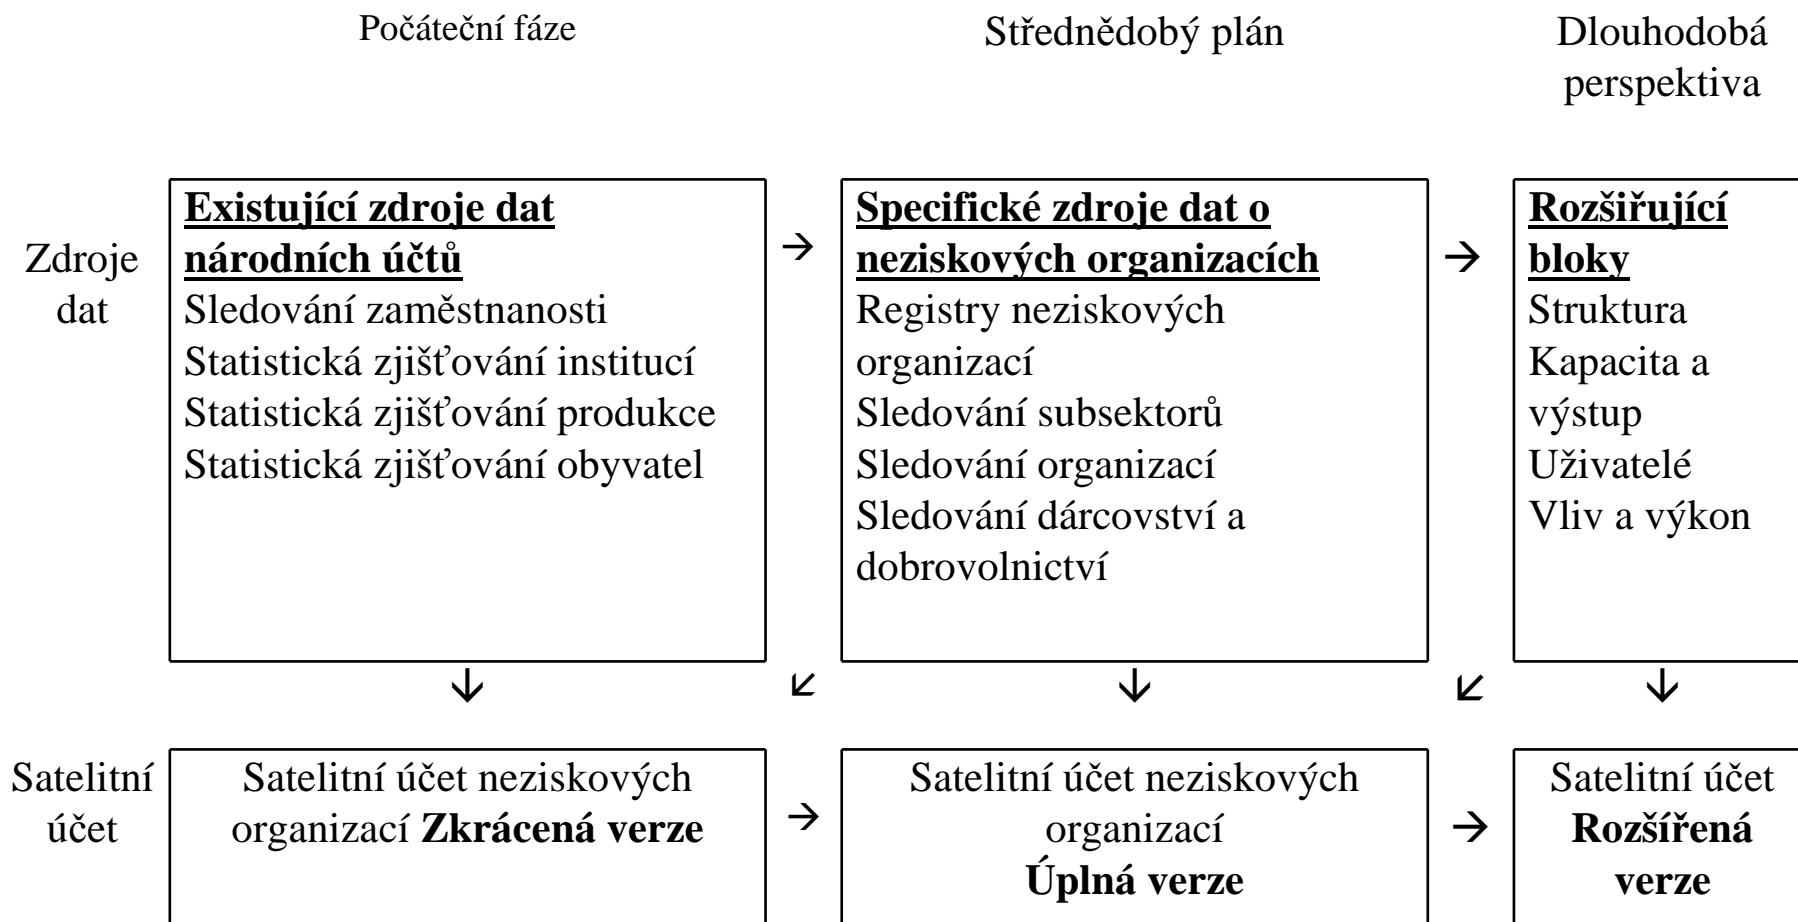 Počáteční fáze
Střednědobý plán
Dlouhodobá
perspektiva
Zdroje
dat
Existující zdroje dat
národních účtů
Sledování zaměstnanosti
Statistická zjišťování institucí
Statistická zjišťování produkce
Statistická zjišťování obyvatel
→
Specifické zdroje dat o
neziskových organizacích
Registry neziskových
organizací
Sledování subsektorů
Sledování organizací
Sledování dárcovství a
dobrovolnictví
→
Rozšiřující
bloky
Struktura
Kapacita a
výstup
Uživatelé
Vliv a výkon
↓ ↙ ↓ ↙ ↓
Satelitní
účet
Satelitní účet neziskových
organizací Zkrácená verze
→
Satelitní účet neziskových
organizací
Úplná verze
→
Satelitní účet
Rozšířená
verze